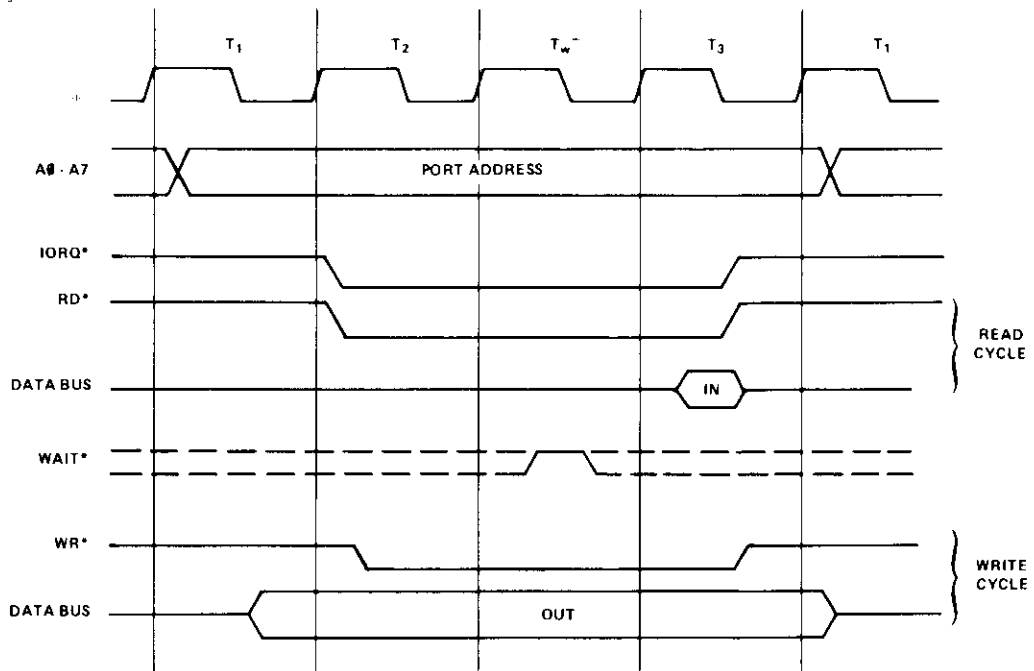 T1 T2 Tw* T3 T1
A0 - A7 PORT ADDRESS
IORQ*
RD*
READ
CYCLE
DATA BUS IN
WAIT*
WR*
WRITE
CYCLE
DATA BUS OUT